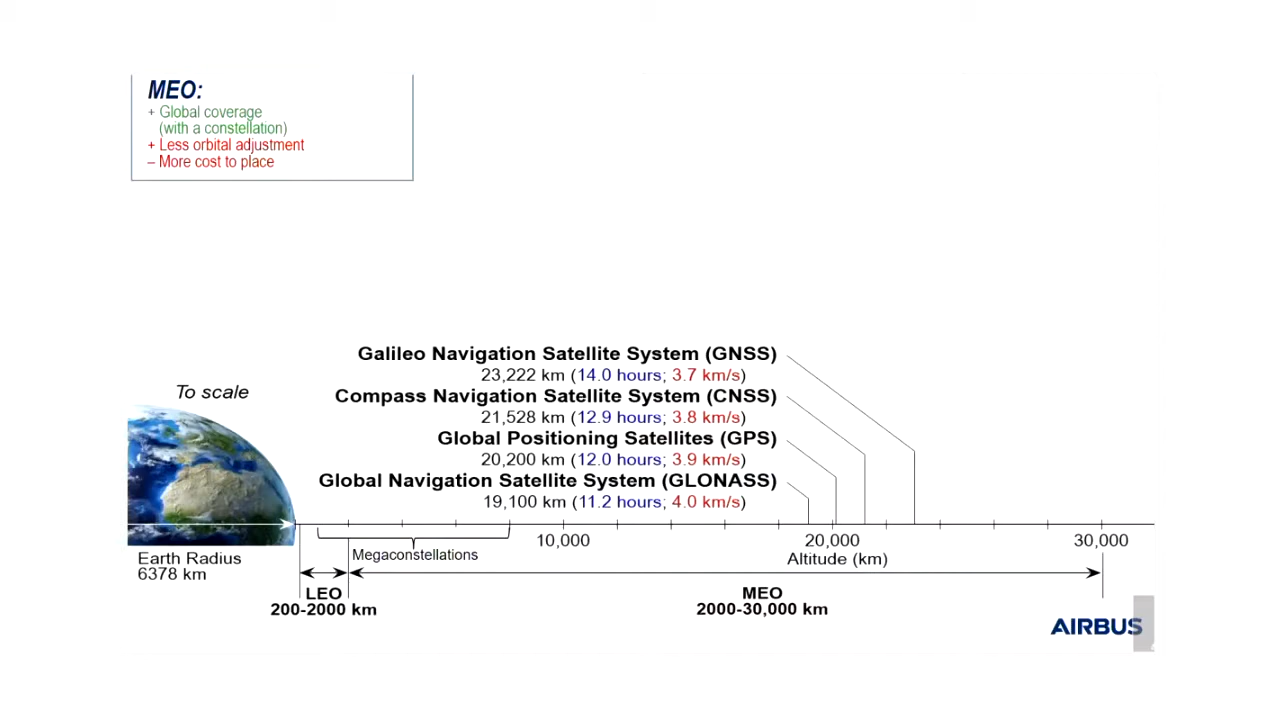 MEO:
+ Global coverage
(with a constellation)
+ Less orbital adjustment
– More cost to place
Galileo Navigation Satellite System (GNSS)
23,222 km (14.0 hours; 3.7 km/s)
Compass Navigation Satellite System (CNSS)
21,528 km (12.9 hours; 3.8 km/s)
To scale
Global Positioning Satellites (GPS)
20,200 km (12.0 hours; 3.9 km/s)
Global Navigation Satellite System (GLONASS)
19,100 km (11.2 hours; 4.0 km/s)
10,000 20,000 30,000
Megaconstellations
Altitude (km)
Earth Radius
6378 km
LEO
200-2000 km
MEO
2000-30,000 km
AIRBUS